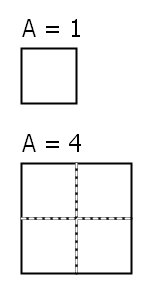 A = 1
A = 4